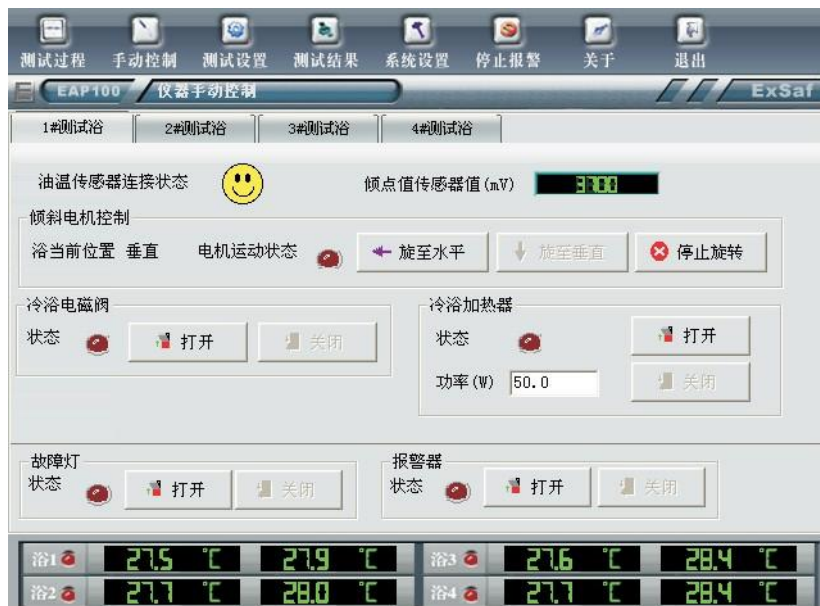 测试过程 手动控制 测试设置 测试结果 系统设置 停止报警 关于 退出
EAP100 仪器手动控制 ExSaf
1#测试浴 2#测试浴 3#测试浴 4#测试浴
油温传感器连接状态 倾点值传感器值(mV) 3700
倾斜电机控制
浴当前位置 垂直 电机运动状态 旋至水平 旋至垂直 停止旋转
冷浴电磁阀 冷浴加热器
状态 打开 关闭 状态 打开
功率(W) 50.0 关闭
故障灯 报警器
状态 打开 关闭 状态 打开 关闭
浴1 27.5 ℃ 27.9 ℃ 浴3 27.6 ℃ 28.4 ℃
浴2 27.7 ℃ 28.0 ℃ 浴4 27.7 ℃ 28.4 ℃